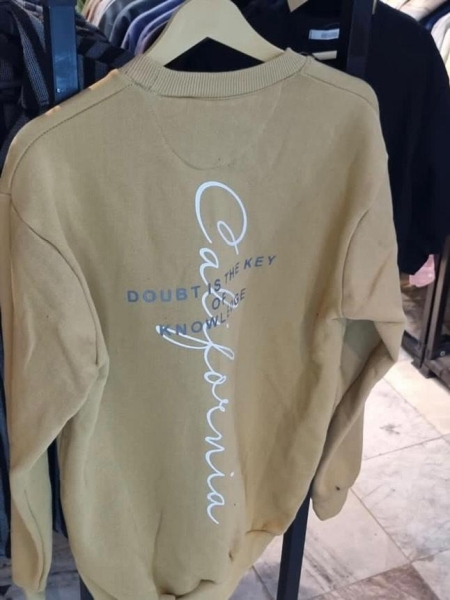 California
DOUBT IS THE KEY
OF
KNOWLEDGE